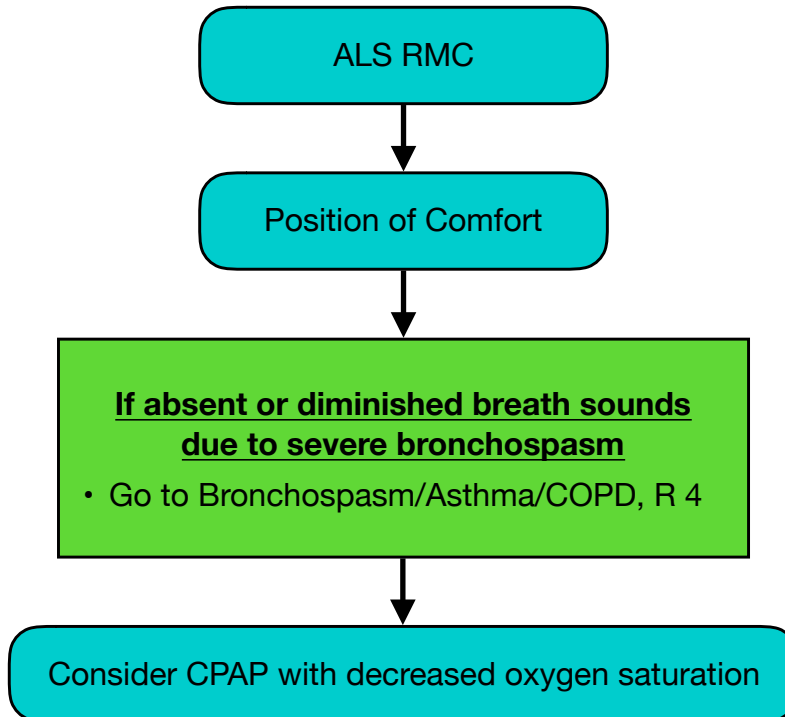 ALS RMC
Position of Comfort
If absent or diminished breath sounds
due to severe bronchospasm
• Go to Bronchospasm/Asthma/COPD, R 4
Consider CPAP with decreased oxygen saturation